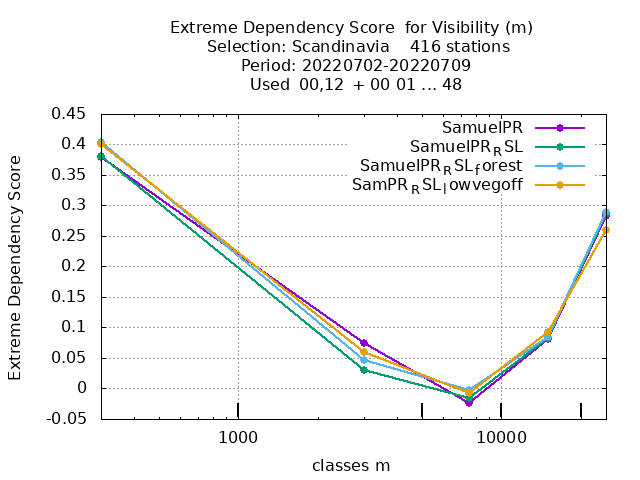 Extreme Dependency Score for Visibility (m)
Selection: Scandinavia 416 stations
Period: 20220702-20220709
Used 00,12 + 00 01 ... 48
SamuelPR
SamuelPR_RSL
SamuelPR_RSL_forest
SamPR_RSL_lowvegoff
0.45
0.4
0.35
0.3
0.25
0.2
0.15
0.1
0.05
0
-0.05
Extreme Dependency Score
1000
10000
classes m